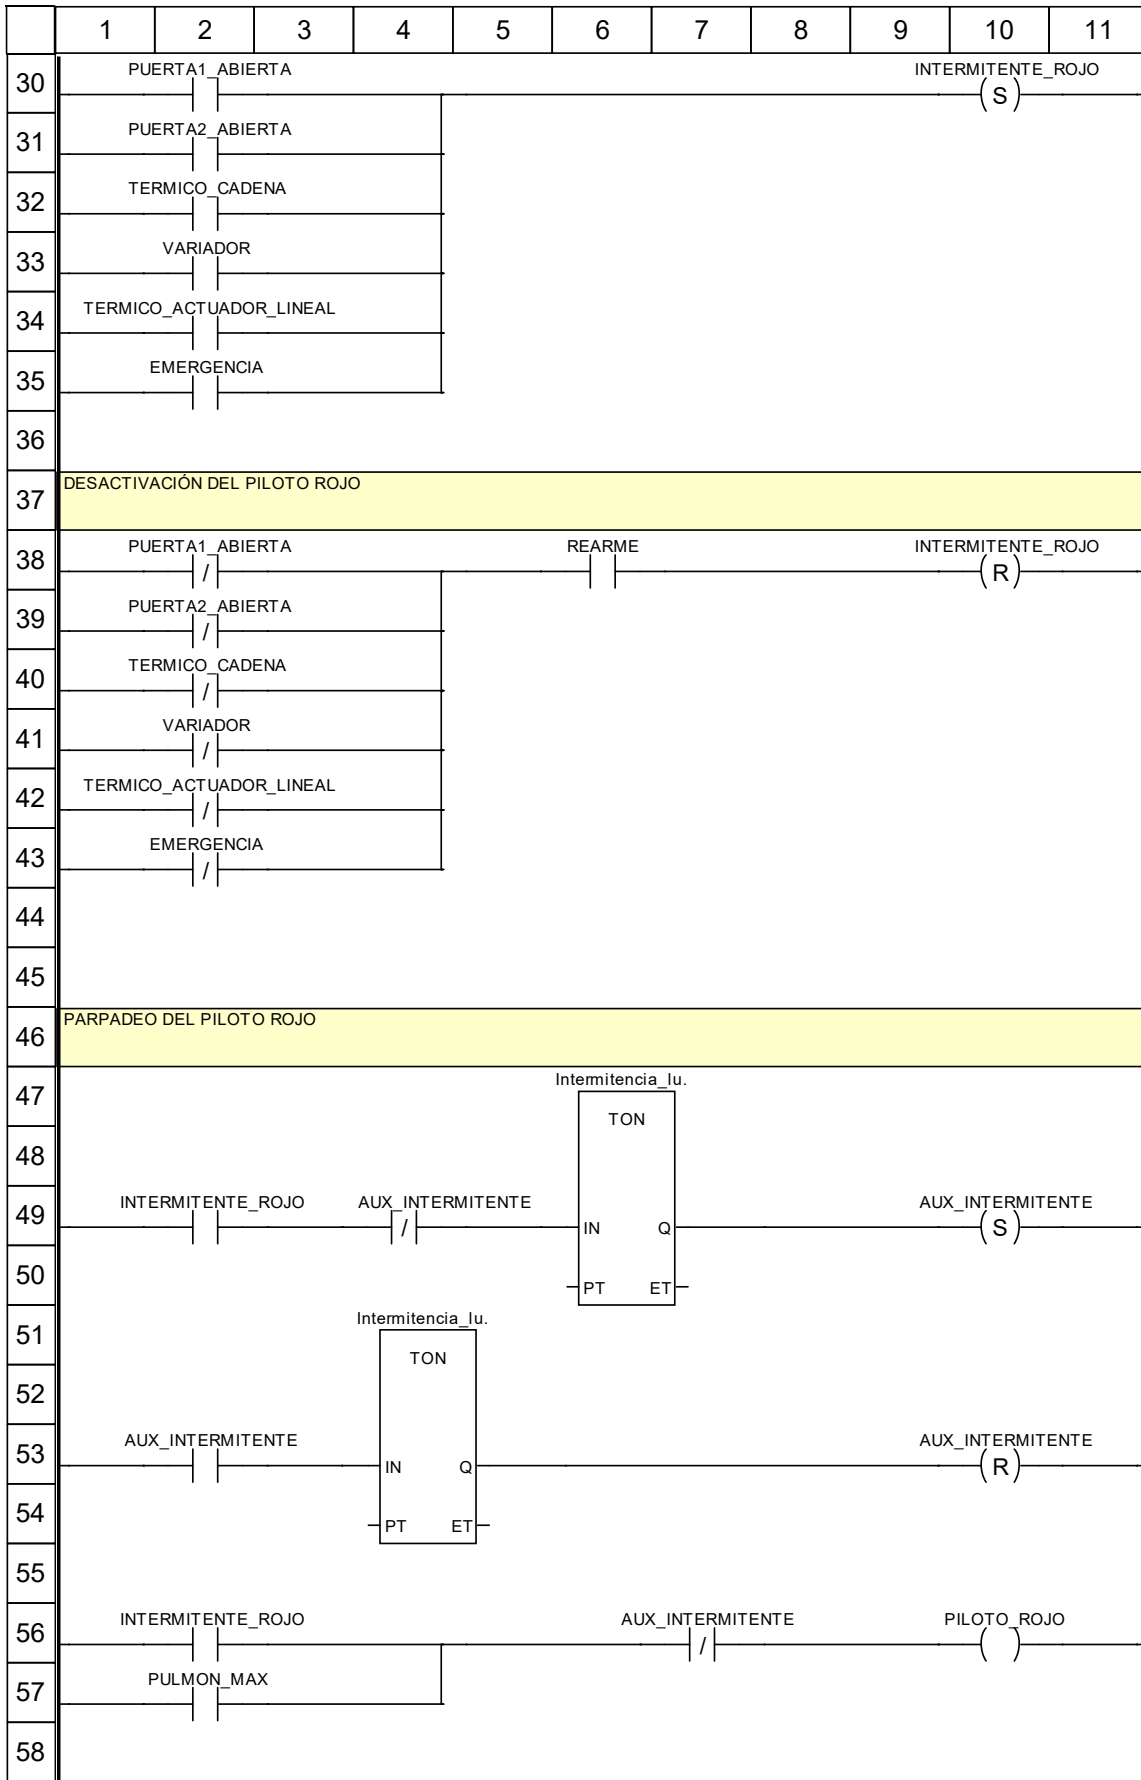 1 2 3 4 5 6 7 8 9 10 11
PUERTA1_ABIERTA INTERMITENTE_ROJO
30 S
PUERTA2_ABIERTA
31
TERMICO_CADENA
32
VARIADOR
33
TERMICO_ACTUADOR_LINEAL
34
EMERGENCIA
35
36
DESACTIVACIÓN DEL PILOTO ROJO
37
PUERTA1_ABIERTA REARME INTERMITENTE_ROJO
38 / R
PUERTA2_ABIERTA
39 /
TERMICO_CADENA
40 /
VARIADOR
41 /
TERMICO_ACTUADOR_LINEAL
42 /
EMERGENCIA
43 /
44
45
PARPADEO DEL PILOTO ROJO
46
Intermitencia_lu.
47
TON
48
INTERMITENTE_ROJO AUX_INTERMITENTE AUX_INTERMITENTE
49 / IN Q S
50 PT ET
Intermitencia_lu.
51
TON
52
AUX_INTERMITENTE AUX_INTERMITENTE
53 IN Q R
54 PT ET
55
INTERMITENTE_ROJO AUX_INTERMITENTE PILOTO_ROJO
56 /
PULMON_MAX
57
58